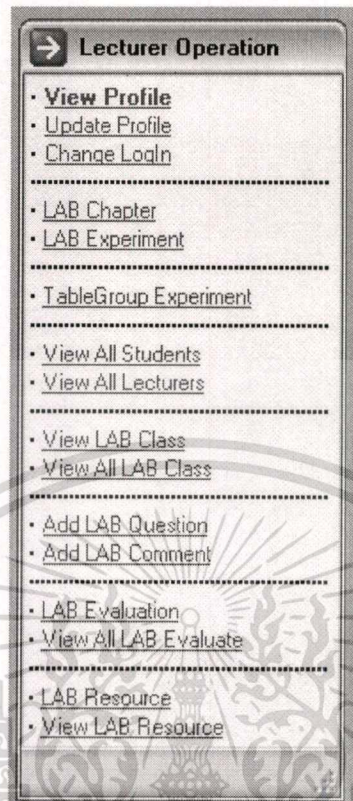 Lecturer Operation
· View Profile
· Update Profile
· Change LogIn
· LAB Chapter
· LAB Experiment
· TableGroup Experiment
· View All Students
· View All Lecturers
· View LAB Class
· View All LAB Class
· Add LAB Question
· Add LAB Comment
· LAB Evaluation
· View All LAB Evaluate
· LAB Resource
· View LAB Resource